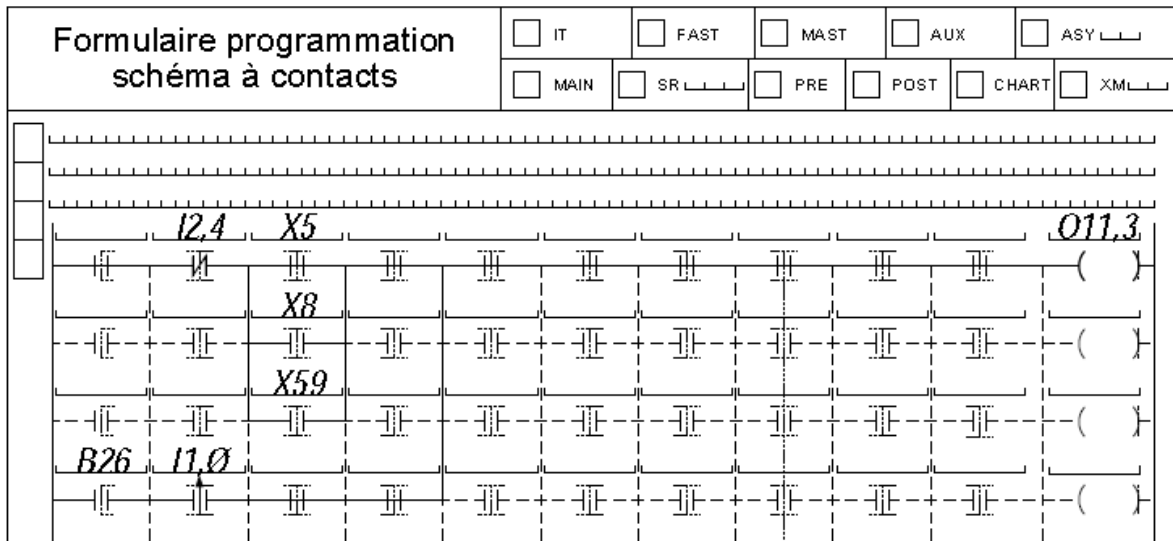 Formulaire programmation
schéma à contacts
IT FAST MAST AUX ASY
MAIN SR PRE POST CHART XM
I2,4 X5 O11,3
X8
X59
B26 I1,Ø